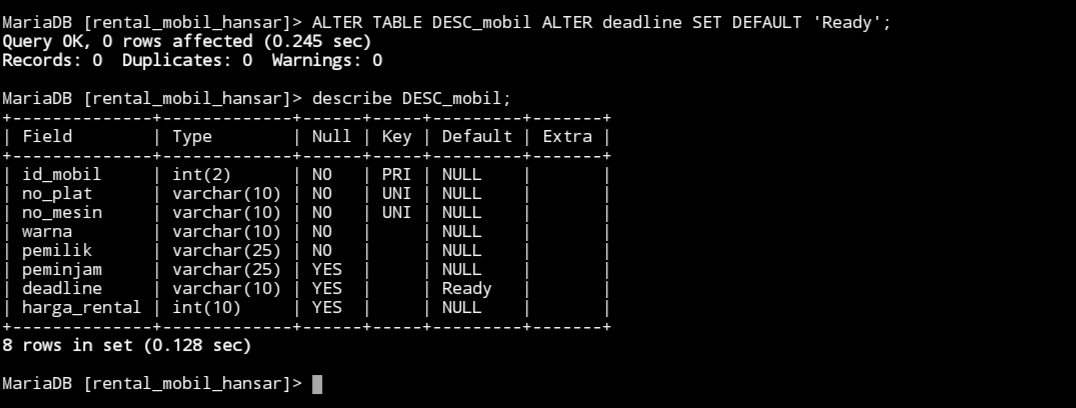 MariaDB [rental_mobil_hansar]> ALTER TABLE DESC_mobil ALTER deadline SET DEFAULT 'Ready';
Query OK, 0 rows affected (0.245 sec)
Records: 0  Duplicates: 0  Warnings: 0
MariaDB [rental_mobil_hansar]> describe DESC_mobil;
+--------------+-------------+------+-----+---------+-------+
| Field        | Type        | Null | Key | Default | Extra |
+--------------+-------------+------+-----+---------+-------+
| id_mobil     | int(2)      | NO   | PRI | NULL    |       |
| no_plat      | varchar(10) | NO   | UNI | NULL    |       |
| no_mesin     | varchar(10) | NO   | UNI | NULL    |       |
| warna        | varchar(10) | NO   |     | NULL    |       |
| pemilik      | varchar(25) | NO   |     | NULL    |       |
| peminjam     | varchar(25) | YES  |     | NULL    |       |
| deadline     | varchar(10) | YES  |     | Ready   |       |
| harga_rental | int(10)     | YES  |     | NULL    |       |
+--------------+-------------+------+-----+---------+-------+
8 rows in set (0.128 sec)
MariaDB [rental_mobil_hansar]>